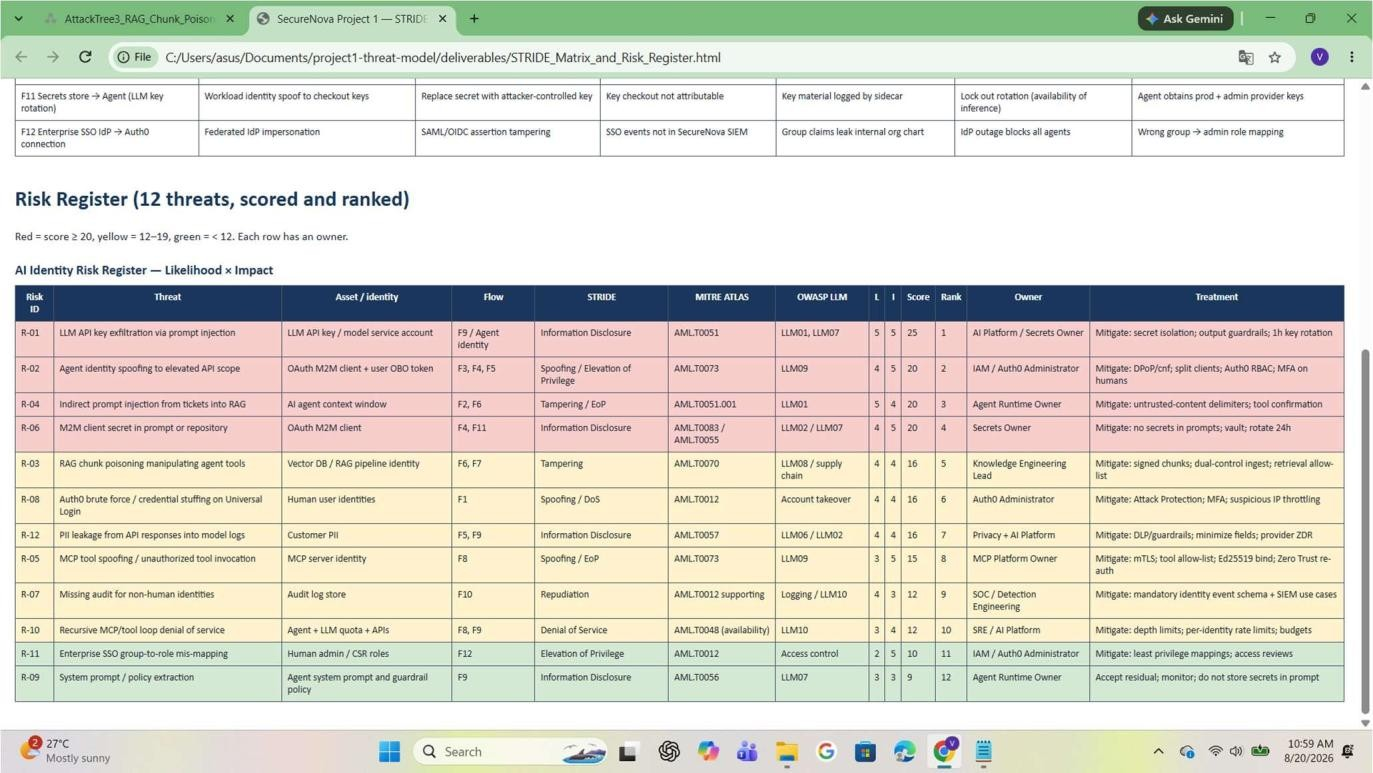 AttackTree3_RAG_Chunk_Poison
SecureNova Project 1 — STRIDE
Ask Gemini
File
C:/Users/asus/Documents/project1-threat-model/deliverables/STRIDE_Matrix_and_Risk_Register.html
V
F11 Secrets store → Agent (LLM key rotation) Workload identity spoof to checkout keys Replace secret with attacker-controlled key Key checkout not attributable Key material logged by sidecar Lock out rotation (availability of inference) Agent obtains prod + admin provider keys
F12 Enterprise SSO IdP → Auth0 connection Federated IdP impersonation SAML/OIDC assertion tampering SSO events not in SecureNova SIEM Group claims leak internal org chart IdP outage blocks all agents Wrong group → admin role mapping
Risk Register (12 threats, scored and ranked)
Red = score ≥ 20, yellow = 12–19, green = < 12. Each row has an owner.
AI Identity Risk Register — Likelihood × Impact
Risk ID Threat Asset / identity Flow STRIDE MITRE ATLAS OWASP LLM L I Score Rank Owner Treatment
R-01 LLM API key exfiltration via prompt injection LLM API key / model service account F9 / Agent identity Information Disclosure AML.T0051 LLM01, LLM07 5 5 25 1 AI Platform / Secrets Owner Mitigate: secret isolation; output guardrails; 1h key rotation
R-02 Agent identity spoofing to elevated API scope OAuth M2M client + user OBO token F3, F4, F5 Spoofing / Elevation of Privilege AML.T0073 LLM09 4 5 20 2 IAM / Auth0 Administrator Mitigate: DPoP/cnf; split clients; Auth0 RBAC; MFA on humans
R-04 Indirect prompt injection from tickets into RAG AI agent context window F2, F6 Tampering / EoP AML.T0051.001 LLM01 5 4 20 3 Agent Runtime Owner Mitigate: untrusted-content delimiters; tool confirmation
R-06 M2M client secret in prompt or repository OAuth M2M client F4, F11 Information Disclosure AML.T0083 / AML.T0055 LLM02 / LLM07 4 5 20 4 Secrets Owner Mitigate: no secrets in prompts; vault; rotate 24h
R-03 RAG chunk poisoning manipulating agent tools Vector DB / RAG pipeline identity F6, F7 Tampering AML.T0070 LLM08 / supply chain 4 4 16 5 Knowledge Engineering Lead Mitigate: signed chunks; dual-control ingest; retrieval allow-list
R-08 Auth0 brute force / credential stuffing on Universal Login Human user identities F1 Spoofing / DoS AML.T0012 Account takeover 4 4 16 6 Auth0 Administrator Mitigate: Attack Protection; MFA; suspicious IP throttling
R-12 PII leakage from API responses into model logs Customer PII F5, F9 Information Disclosure AML.T0057 LLM06 / LLM02 4 4 16 7 Privacy + AI Platform Mitigate: DLP/guardrails; minimize fields; provider ZDR
R-05 MCP tool spoofing / unauthorized tool invocation MCP server identity F8 Spoofing / EoP AML.T0073 LLM09 3 5 15 8 MCP Platform Owner Mitigate: mTLS; tool allow-list; Ed25519 bind; Zero Trust re-auth
R-07 Missing audit for non-human identities Audit log store F10 Repudiation AML.T0012 supporting Logging / LLM10 4 3 12 9 SOC / Detection Engineering Mitigate: mandatory identity event schema + SIEM use cases
R-10 Recursive MCP/tool loop denial of service Agent + LLM quota + APIs F8, F9 Denial of Service AML.T0048 (availability) LLM10 3 4 12 10 SRE / AI Platform Mitigate: depth limits; per-identity rate limits; budgets
R-11 Enterprise SSO group-to-role mis-mapping Human admin / CSR roles F12 Elevation of Privilege AML.T0012 Access control 2 5 10 11 IAM / Auth0 Administrator Mitigate: least privilege mappings; access reviews
R-09 System prompt / policy extraction Agent system prompt and guardrail policy F9 Information Disclosure AML.T0056 LLM07 3 3 9 12 Agent Runtime Owner Accept residual; monitor; do not store secrets in prompt
2
27°C
Mostly sunny
Search
V
10:59 AM
8/20/2026